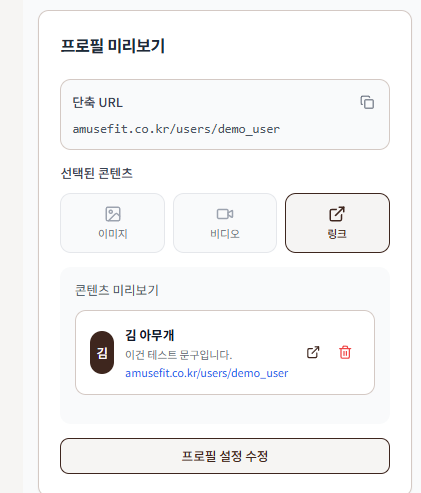 프로필 미리보기
단축 URL
amusefit.co.kr/users/demo_user
선택된 콘텐츠
이미지
비디오
링크
콘텐츠 미리보기
김
김 아무개
이건 테스트 문구입니다.
amusefit.co.kr/users/demo_user
프로필 설정 수정